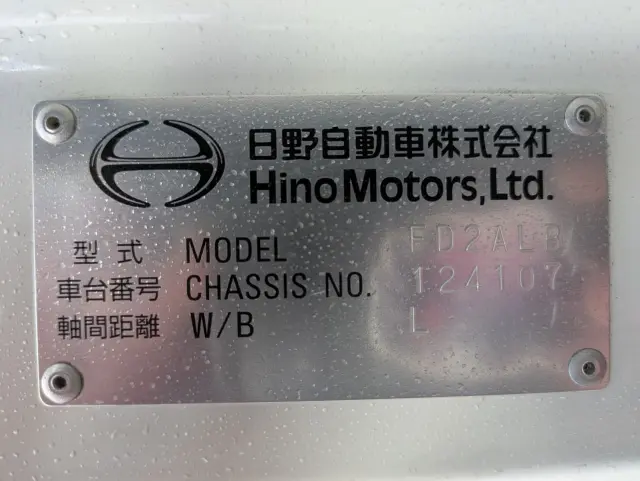 日野自動車株式会社
Hino Motors, Ltd.
型式 MODEL FD2ALB
車台番号 CHASSIS NO. 124107
軸間距離 W/B L /